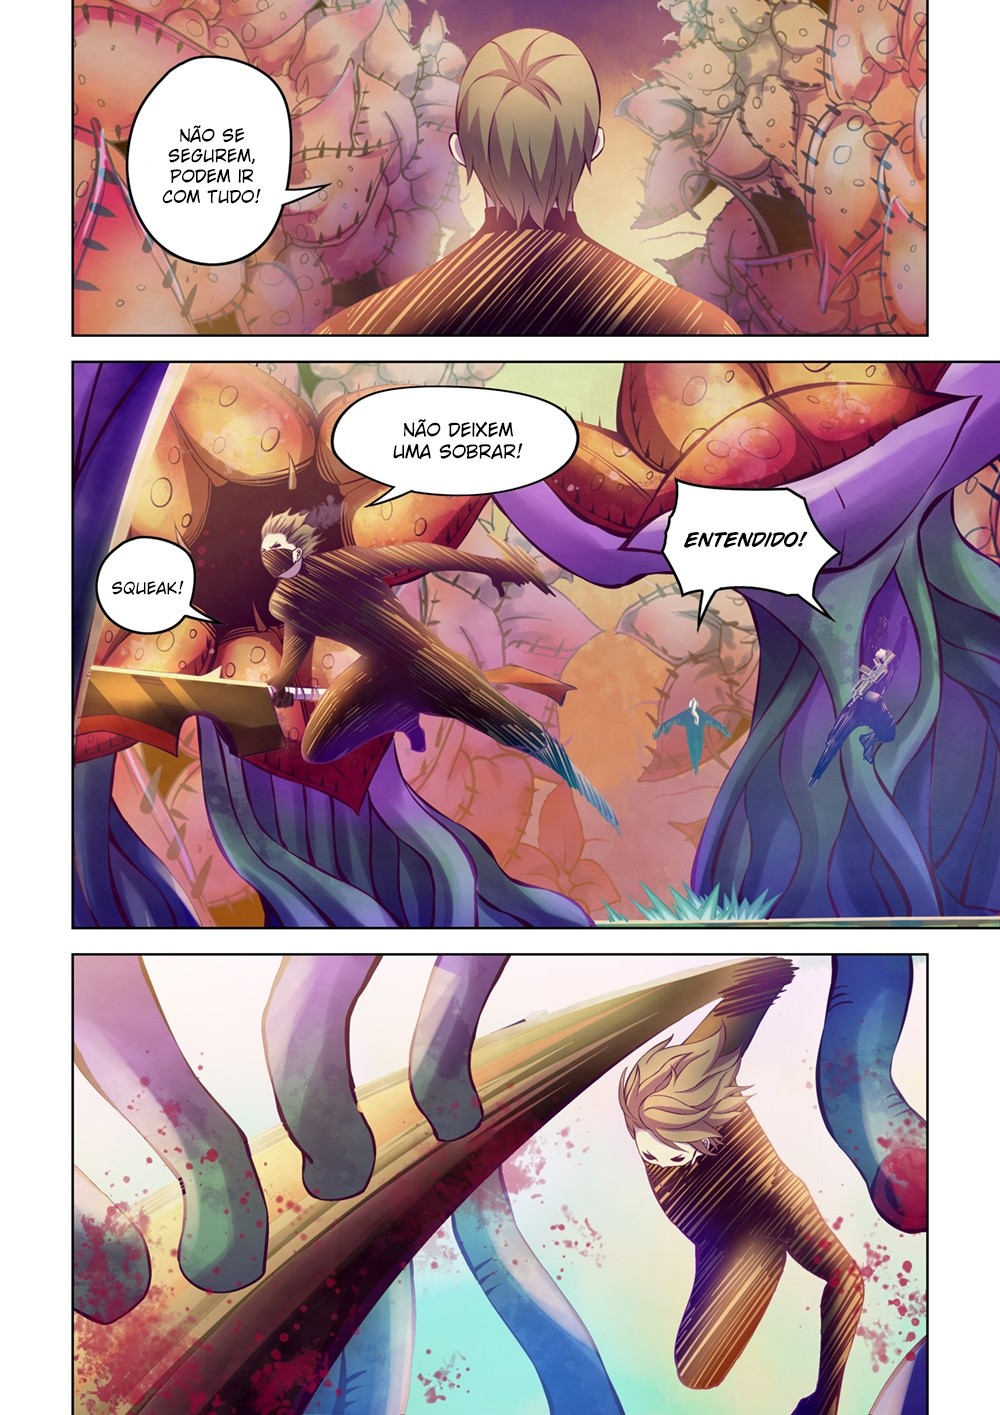 NÃO SE
SEGUREM,
PODEM IR
COM TUDO!
NÃO DEIXEM
UMA SOBRAR!
ENTENDIDO!
SQUEAK!